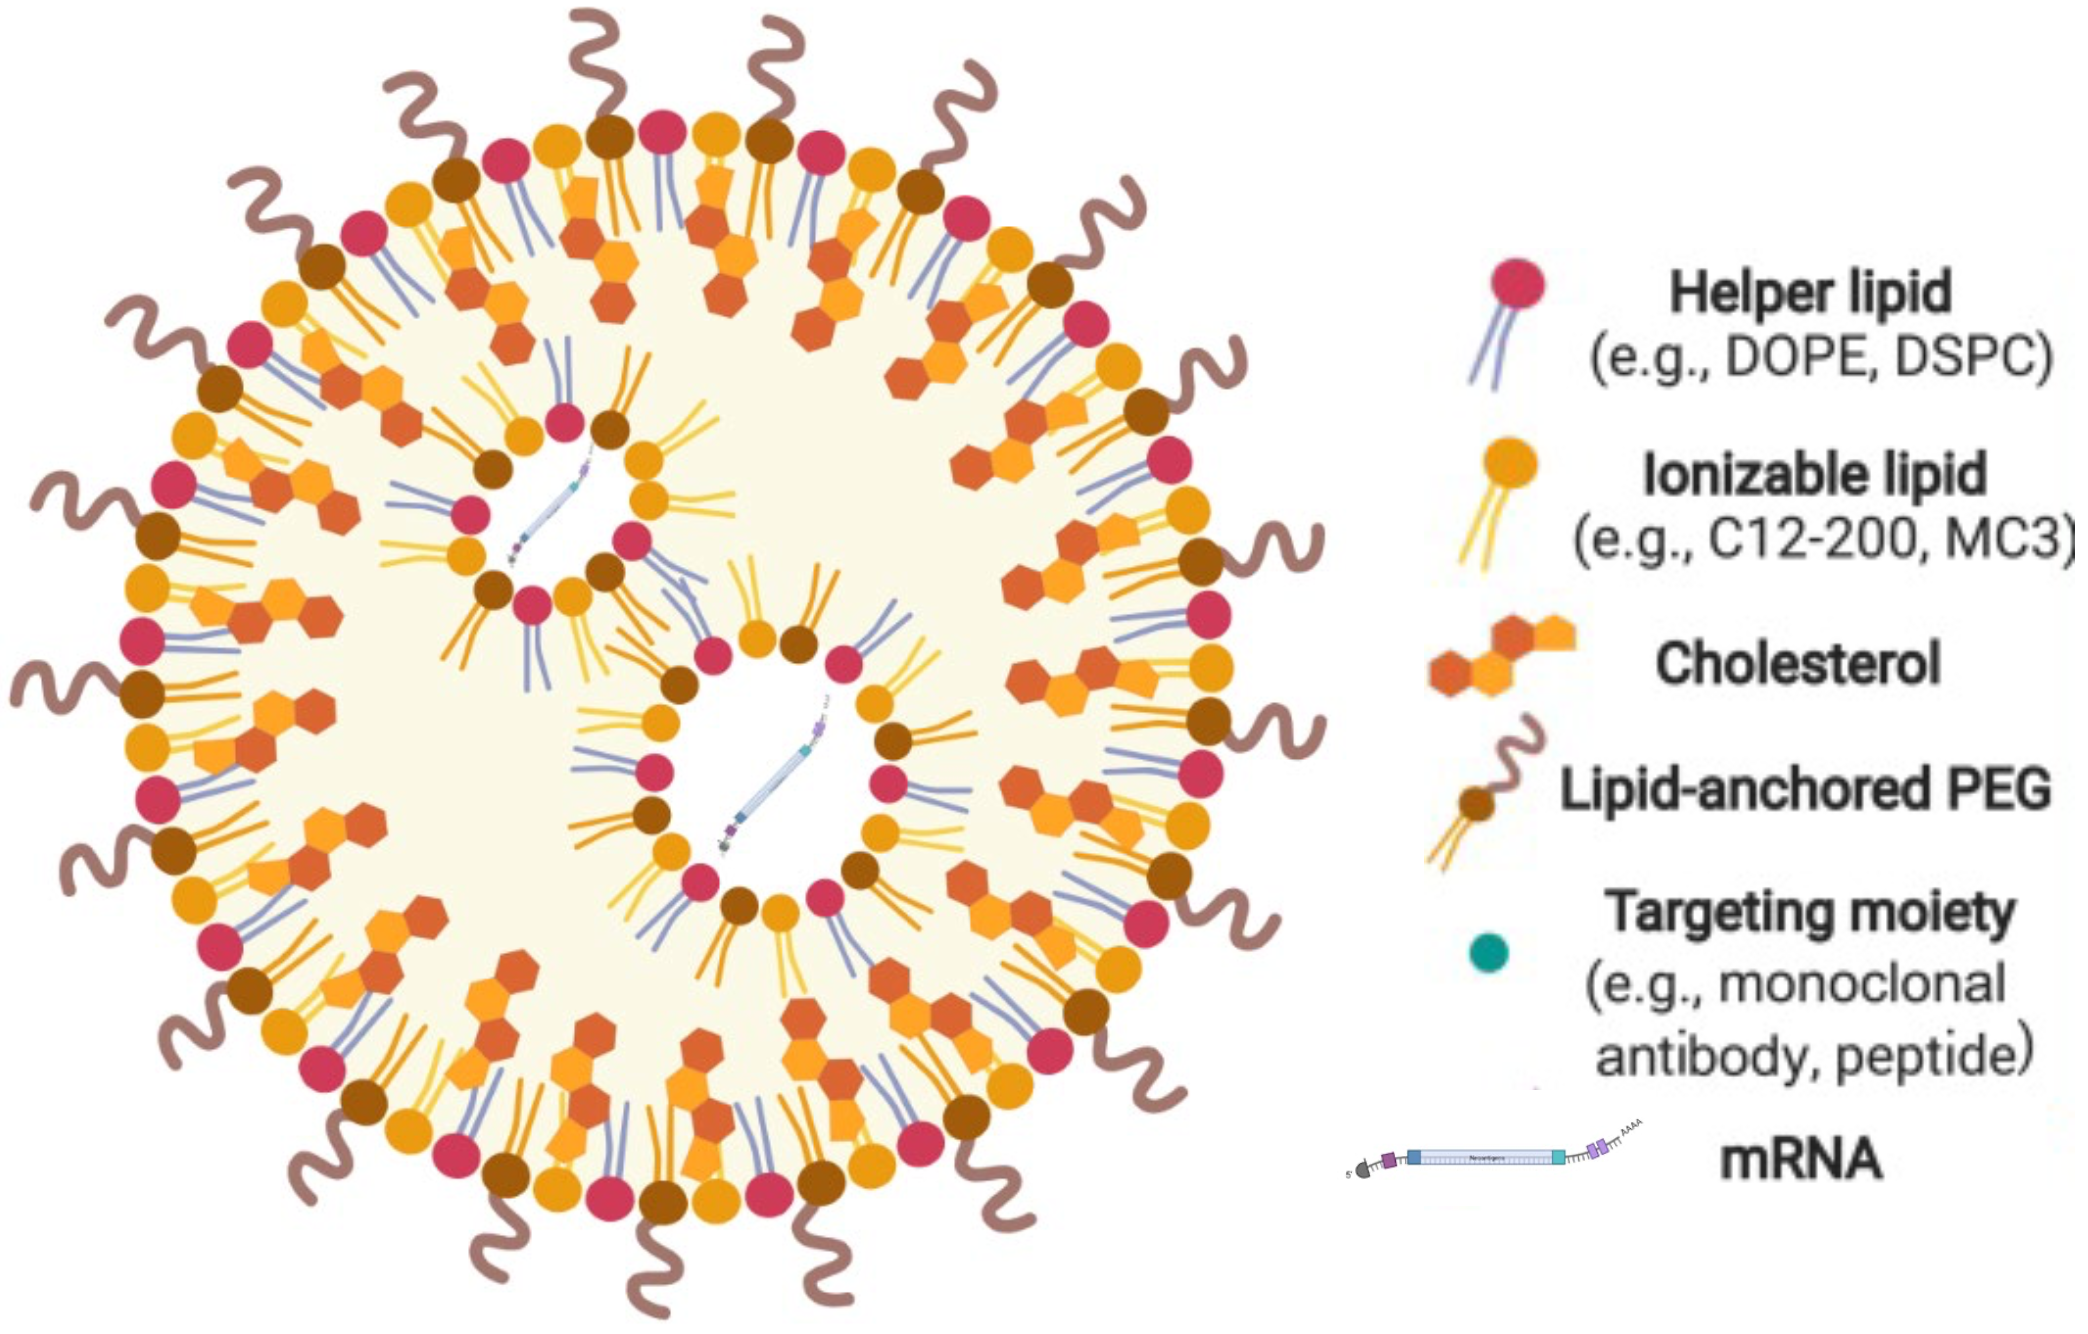 Helper lipid
(e.g., DOPE, DSPC)
Ionizable lipid
(e.g., C12-200, MC3)
Cholesterol
Lipid-anchored PEG
Targeting moiety
(e.g., monoclonal
antibody, peptide)
5'
AAAA
mRNA